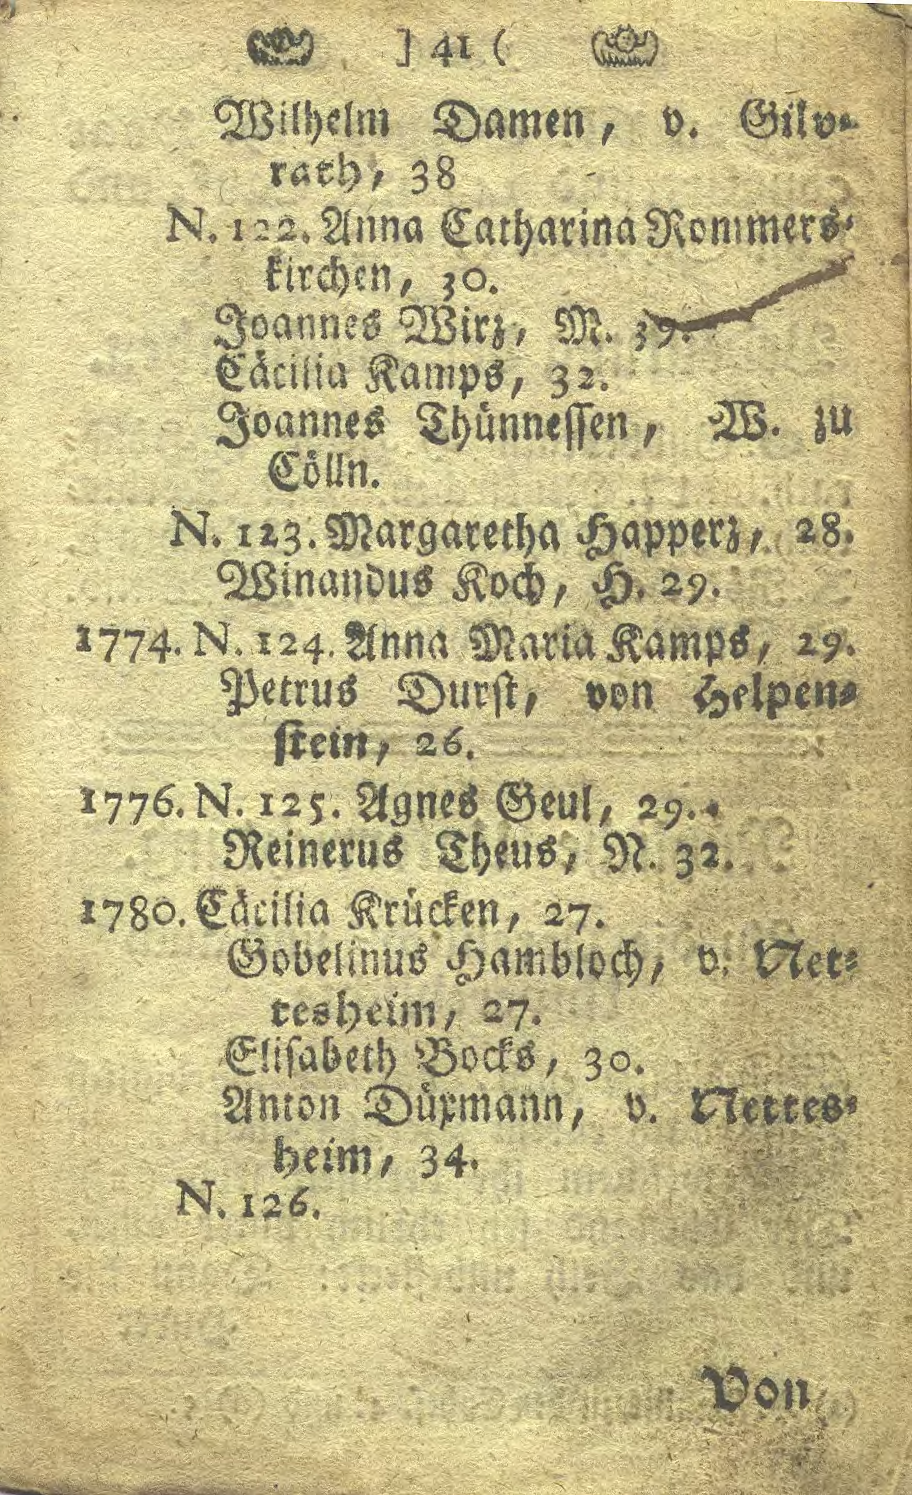 ] 41 (
Wilhelm Damen, v. Gilv-
rath, 38
N. 122. Anna Catharina Rommers-
kirchen, 30.
Joannes Wirz, M. 39.
Cäcilia Kamps, 32.
Joannes Thünnessen, W. zu
Cölln.
N. 123. Margaretha Happerz, 28.
Winandus Koch, H. 29.
1774. N. 124. Anna Maria Kamps, 29.
Petrus Durst, von Helpen-
stein, 26.
1776. N. 125. Agnes Geul, 29.
Reinerus Theus, N. 32.
1780. Cäcilia Krücken, 27.
Gobelinus Hambloch, v. Net-
tesheim, 27.
Elisabeth Bocks, 30.
Anton Düxmann, v. Nettes-
heim, 34.
N. 126.
Von